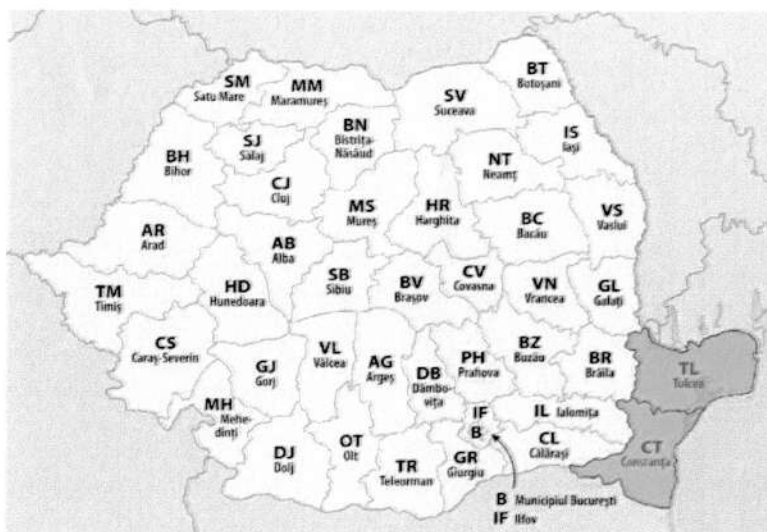 SM
Satu Mare
MM
Maramureș
BT
Botoșani
SV
Suceava
BN
Bistrița-
Năsăud
SJ
Sălaj
IS
Iași
BH
Bihor
NT
Neamț
CJ
Cluj
MS
Mureș
HR
Harghita
BC
Bacău
VS
Vaslui
AR
Arad
AB
Alba
TM
Timiș
HD
Hunedoara
SB
Sibiu
BV
Brașov
CV
Covasna
VN
Vrancea
GL
Galați
CS
Caraș-Severin
GJ
Gorj
VL
Vâlcea
AG
Argeș
DB
Dâmbo-
vița
PH
Prahova
BZ
Buzău
BR
Brăila
TL
Tulcea
MH
Mehe-
dinți
IF
B
IL Ialomița
CT
Constanța
DJ
Dolj
OT
Olt
TR
Teleorman
GR
Giurgiu
CL
Călărași
B Municipiul București
IF Ilfov